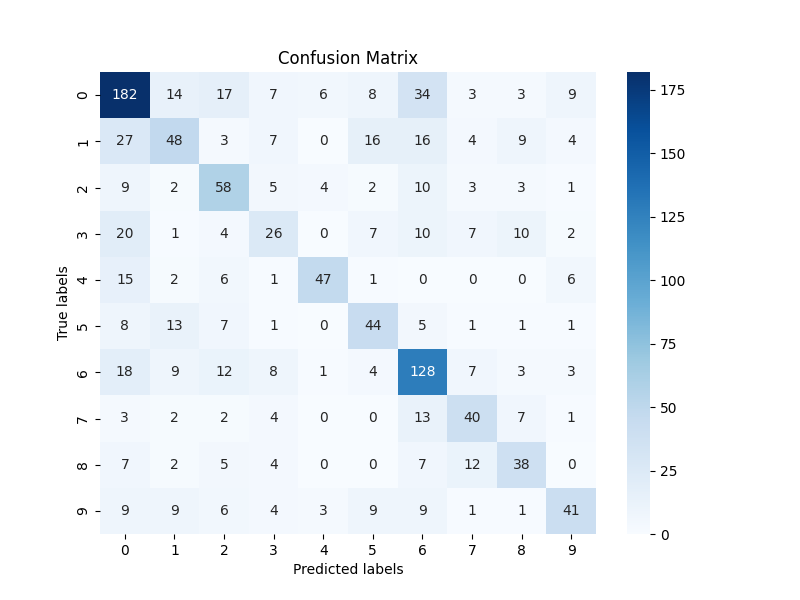 Confusion Matrix
0 182 14 17 7 6 8 34 3 3 9
1 27 48 3 7 0 16 16 4 9 4
2 9 2 58 5 4 2 10 3 3 1
3 20 1 4 26 0 7 10 7 10 2
4 15 2 6 1 47 1 0 0 0 6
5 8 13 7 1 0 44 5 1 1 1
6 18 9 12 8 1 4 128 7 3 3
7 3 2 2 4 0 0 13 40 7 1
8 7 2 5 4 0 0 7 12 38 0
9 9 9 6 4 3 9 9 1 1 41
0 1 2 3 4 5 6 7 8 9
Predicted labels
True labels
175
150
125
100
75
50
25
0